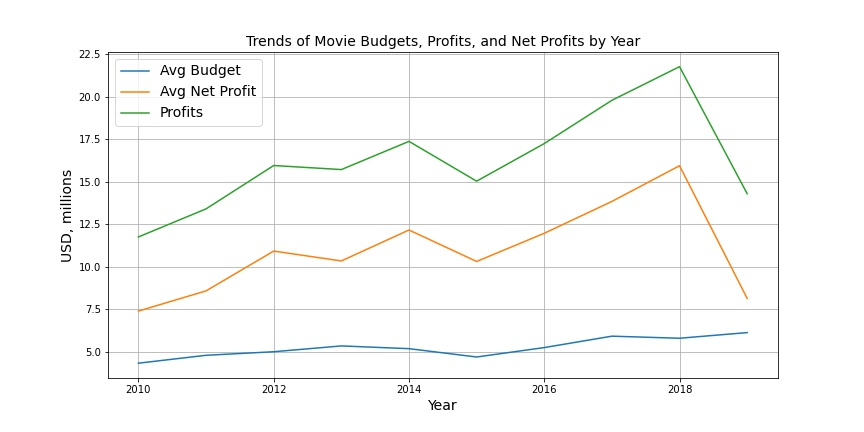 Trends of Movie Budgets, Profits, and Net Profits by Year
Avg Budget
Avg Net Profit
Profits
USD, millions
22.5
20.0
17.5
15.0
12.5
10.0
7.5
5.0
2010 2012 2014 2016 2018
Year